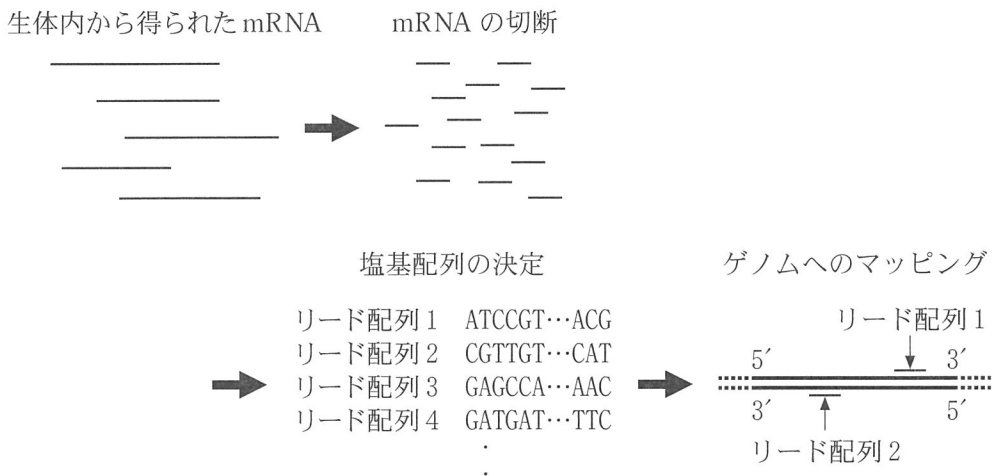 生体内から得られたmRNA
mRNAの切断
塩基配列の決定
リード配列1 ATCCGT…ACG
リード配列2 CGTTGT…CAT
リード配列3 GAGCCA…AAC
リード配列4 GATGAT…TTC
ゲノムへのマッピング
リード配列1
5′ 3′
3′ 5′
リード配列2